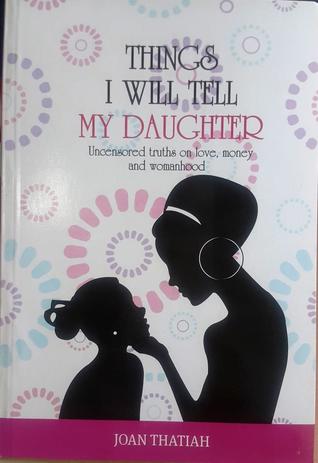 THINGS
I WILL TELL
MY DAUGHTER
Uncensored truths on love, money
and womanhood
JOAN THATIAH